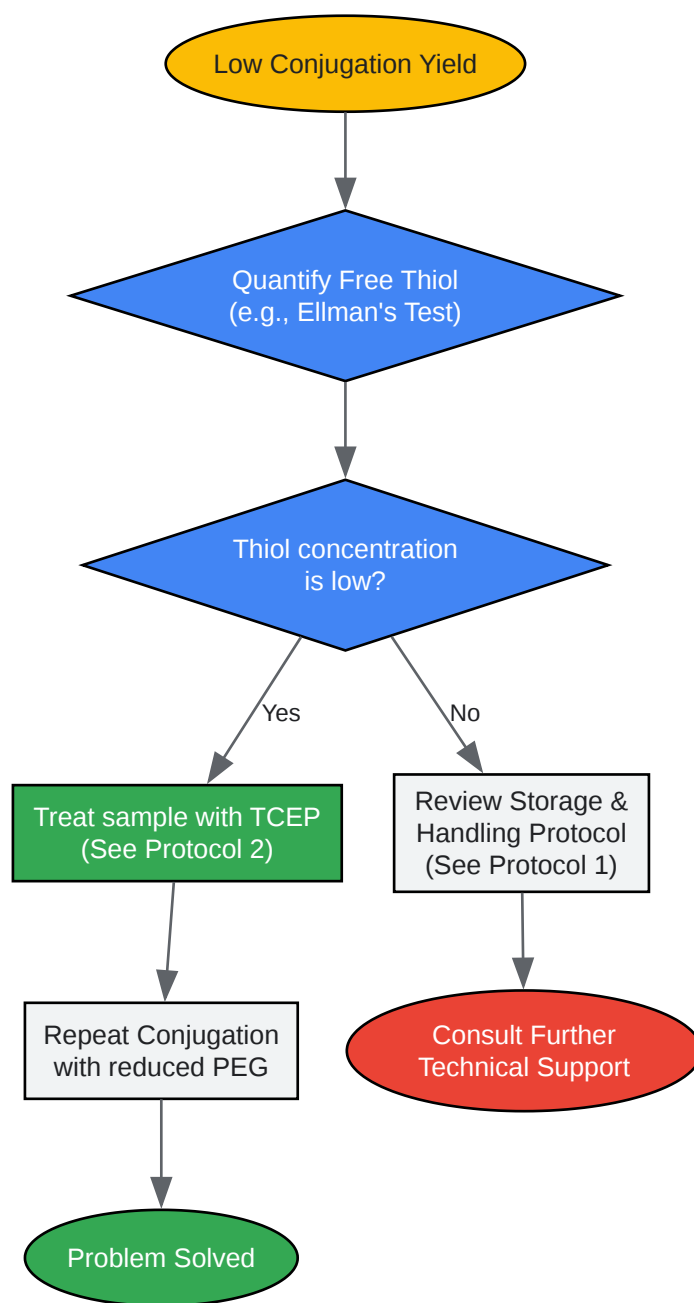 Low Conjugation Yield
Quantify Free Thiol
(e.g., Ellman's Test)
Thiol concentration
is low?
Yes
No
Treat sample with TCEP
(See Protocol 2)
Review Storage &
Handling Protocol
(See Protocol 1)
Repeat Conjugation
with reduced PEG
Consult Further
Technical Support
Problem Solved